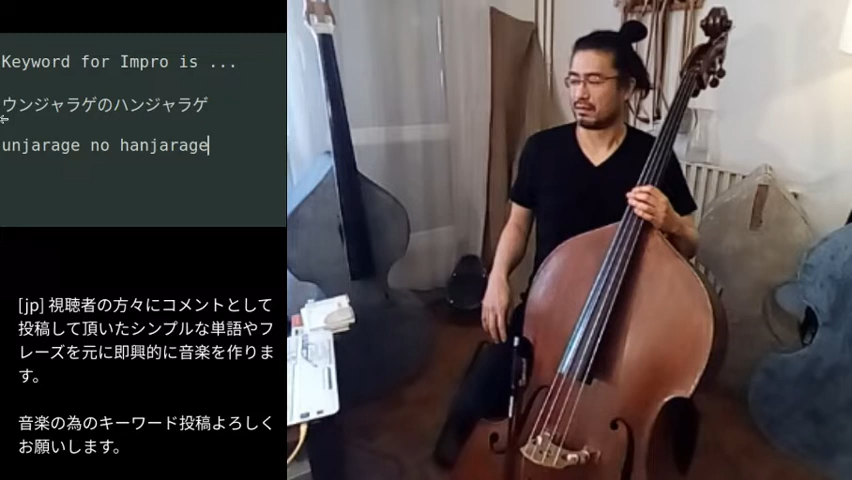 Keyword for Impro is ...
ウンジャラゲのハンジャラゲ
unjarage no hanjarage
[jp] 視聴者の方々にコメントとして
投稿して頂いたシンプルな単語やフ
レーズを元に即興的に音楽を作りま
す。
音楽の為のキーワード投稿よろしく
お願いします。